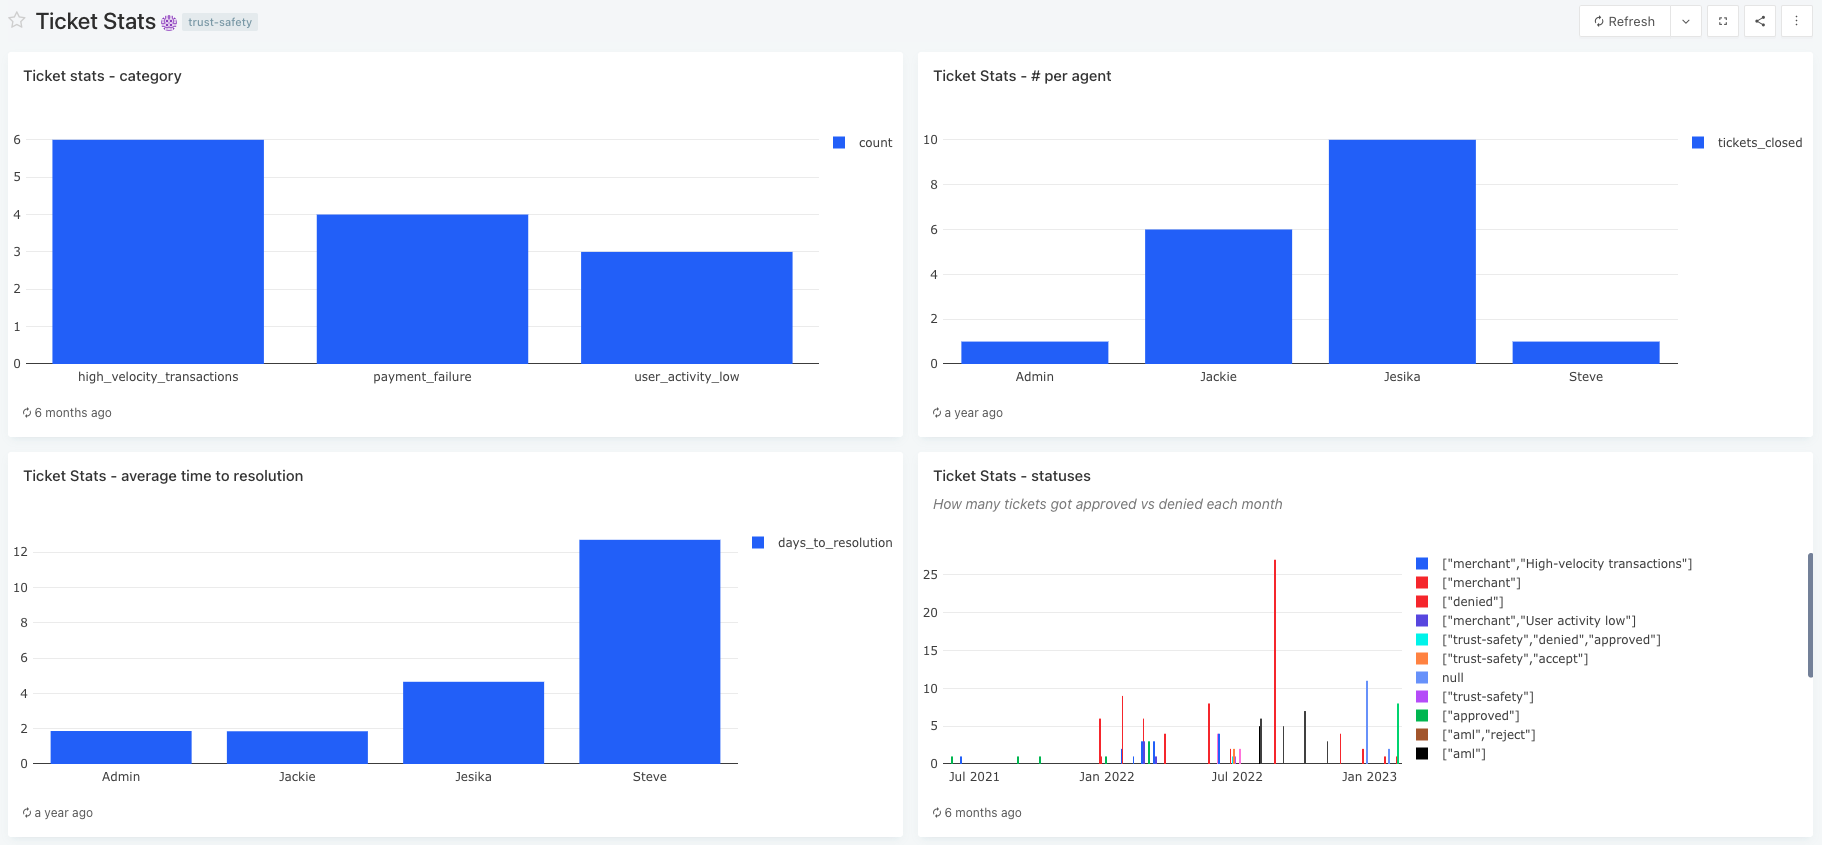 Ticket Stats trust-safety
Refresh
Ticket stats - category
6
5
4
3
2
1
0
high_velocity_transactions payment_failure user_activity_low
count
6 months ago
Ticket Stats - # per agent
10
8
6
4
2
0
Admin Jackie Jesika Steve
tickets_closed
a year ago
Ticket Stats - average time to resolution
12
10
8
6
4
2
0
Admin Jackie Jesika Steve
days_to_resolution
a year ago
Ticket Stats - statuses
How many tickets got approved vs denied each month
25
20
15
10
5
0
Jul 2021 Jan 2022 Jul 2022 Jan 2023
["merchant","High-velocity transactions"]
["merchant"]
["denied"]
["merchant","User activity low"]
["trust-safety","denied","approved"]
["trust-safety","accept"]
null
["trust-safety"]
["approved"]
["aml","reject"]
["aml"]
6 months ago